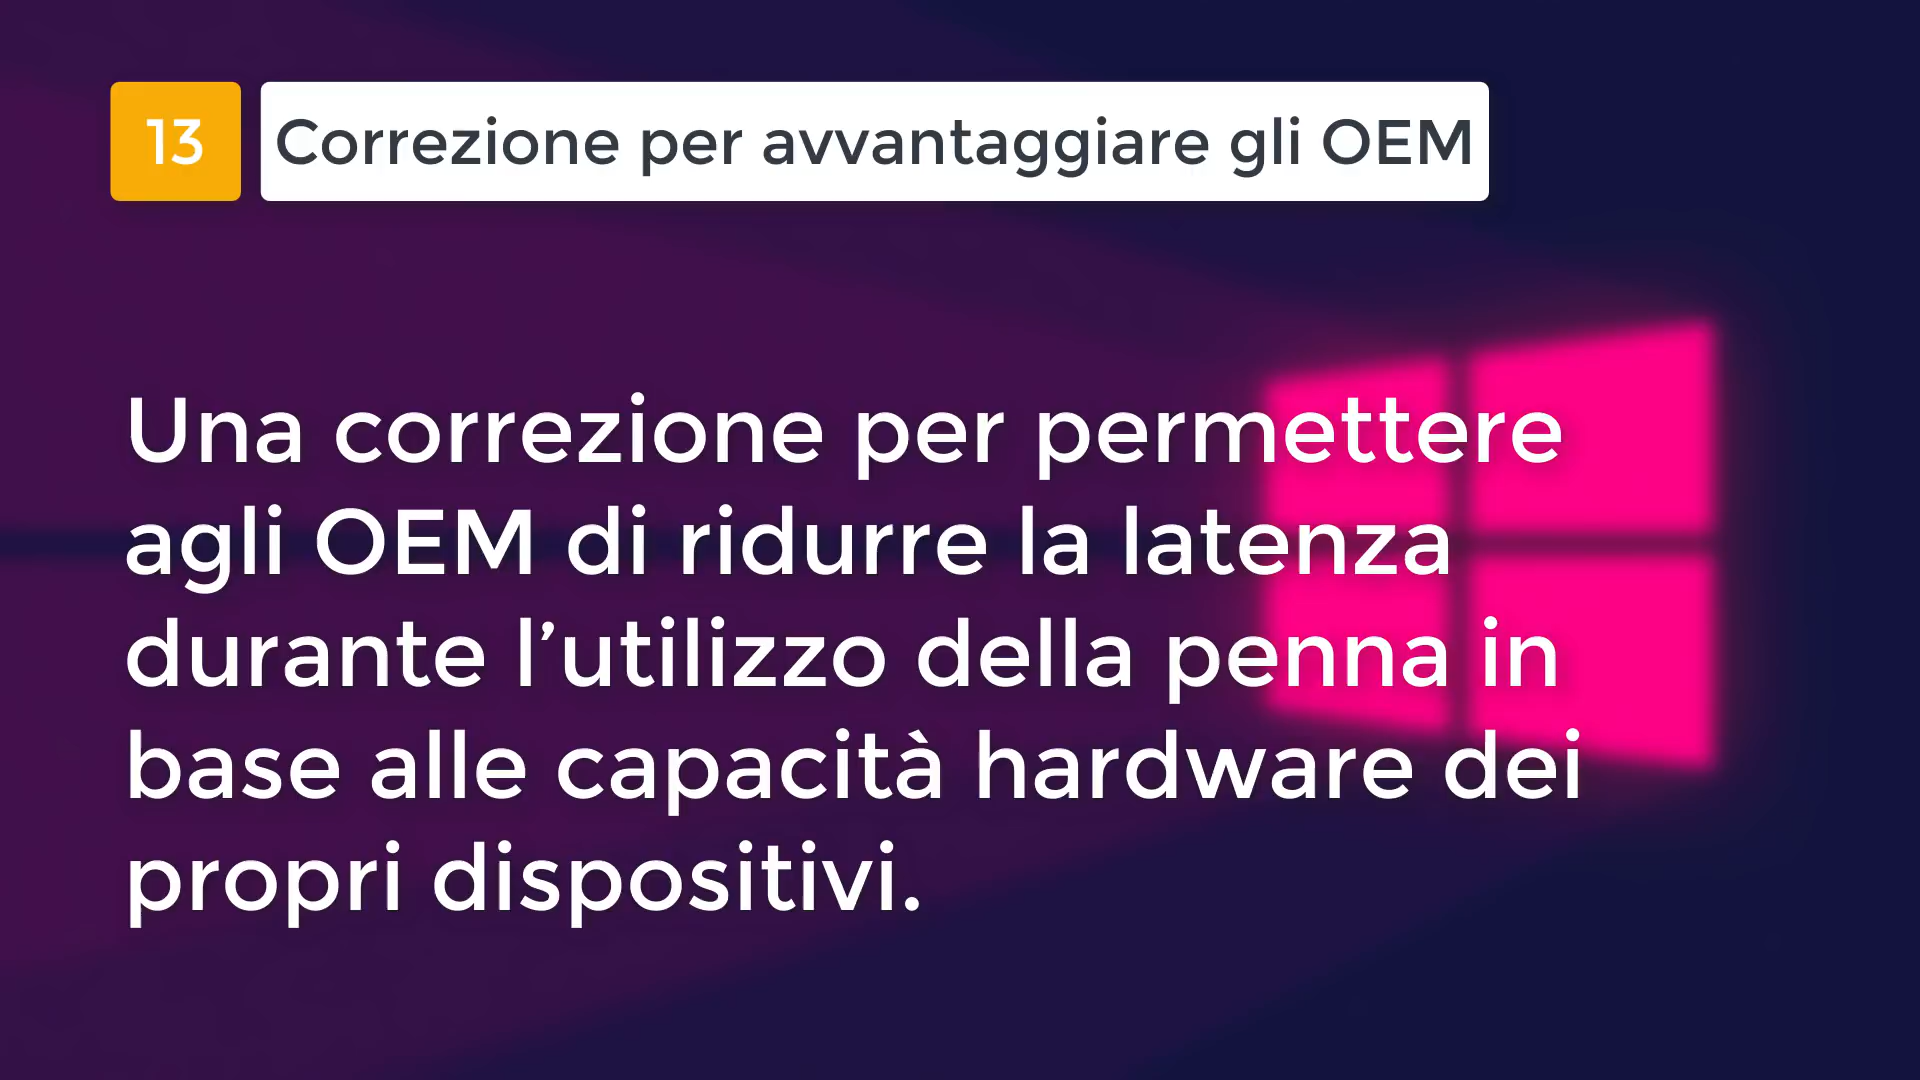 13 Correzione per avvantaggiare gli OEM
Una correzione per permettere
agli OEM di ridurre la latenza
durante l’utilizzo della penna in
base alle capacità hardware dei
propri dispositivi.